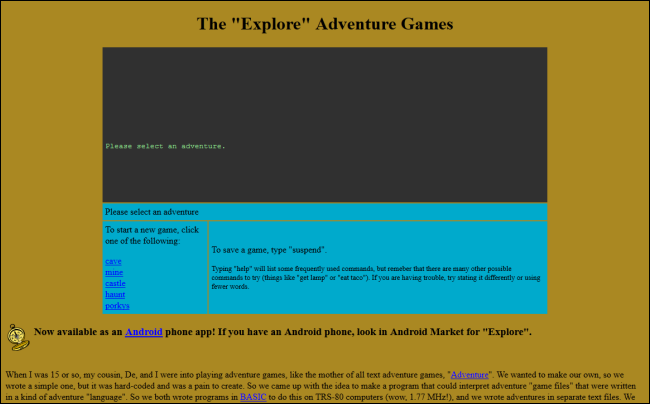 The "Explore" Adventure Games
Please select an adventure.
Please select an adventure
To start a new game, click
one of the following:
cave
mine
castle
haunt
porkys
To save a game, type "suspend".
Typing "help" will list some frequently used commands, but remeber that there are many other possible
commands to try (things like "get lamp" or "eat taco"). If you are having trouble, try stating it differently or using
fewer words.
Now available as an Android phone app! If you have an Android phone, look in Android Market for "Explore".
When I was 15 or so, my cousin, De, and I were into playing adventure games, like the mother of all text adventure games, "Adventure". We wanted to make our own, so we
wrote a simple one, but it was hard-coded and was a pain to create. So we came up with the idea to make a program that could interpret adventure "game files" that were written
in a kind of adventure "language". So we both wrote programs in BASIC to do this on TRS-80 computers (wow, 1.77 MHz!), and we wrote adventures in separate text files. We